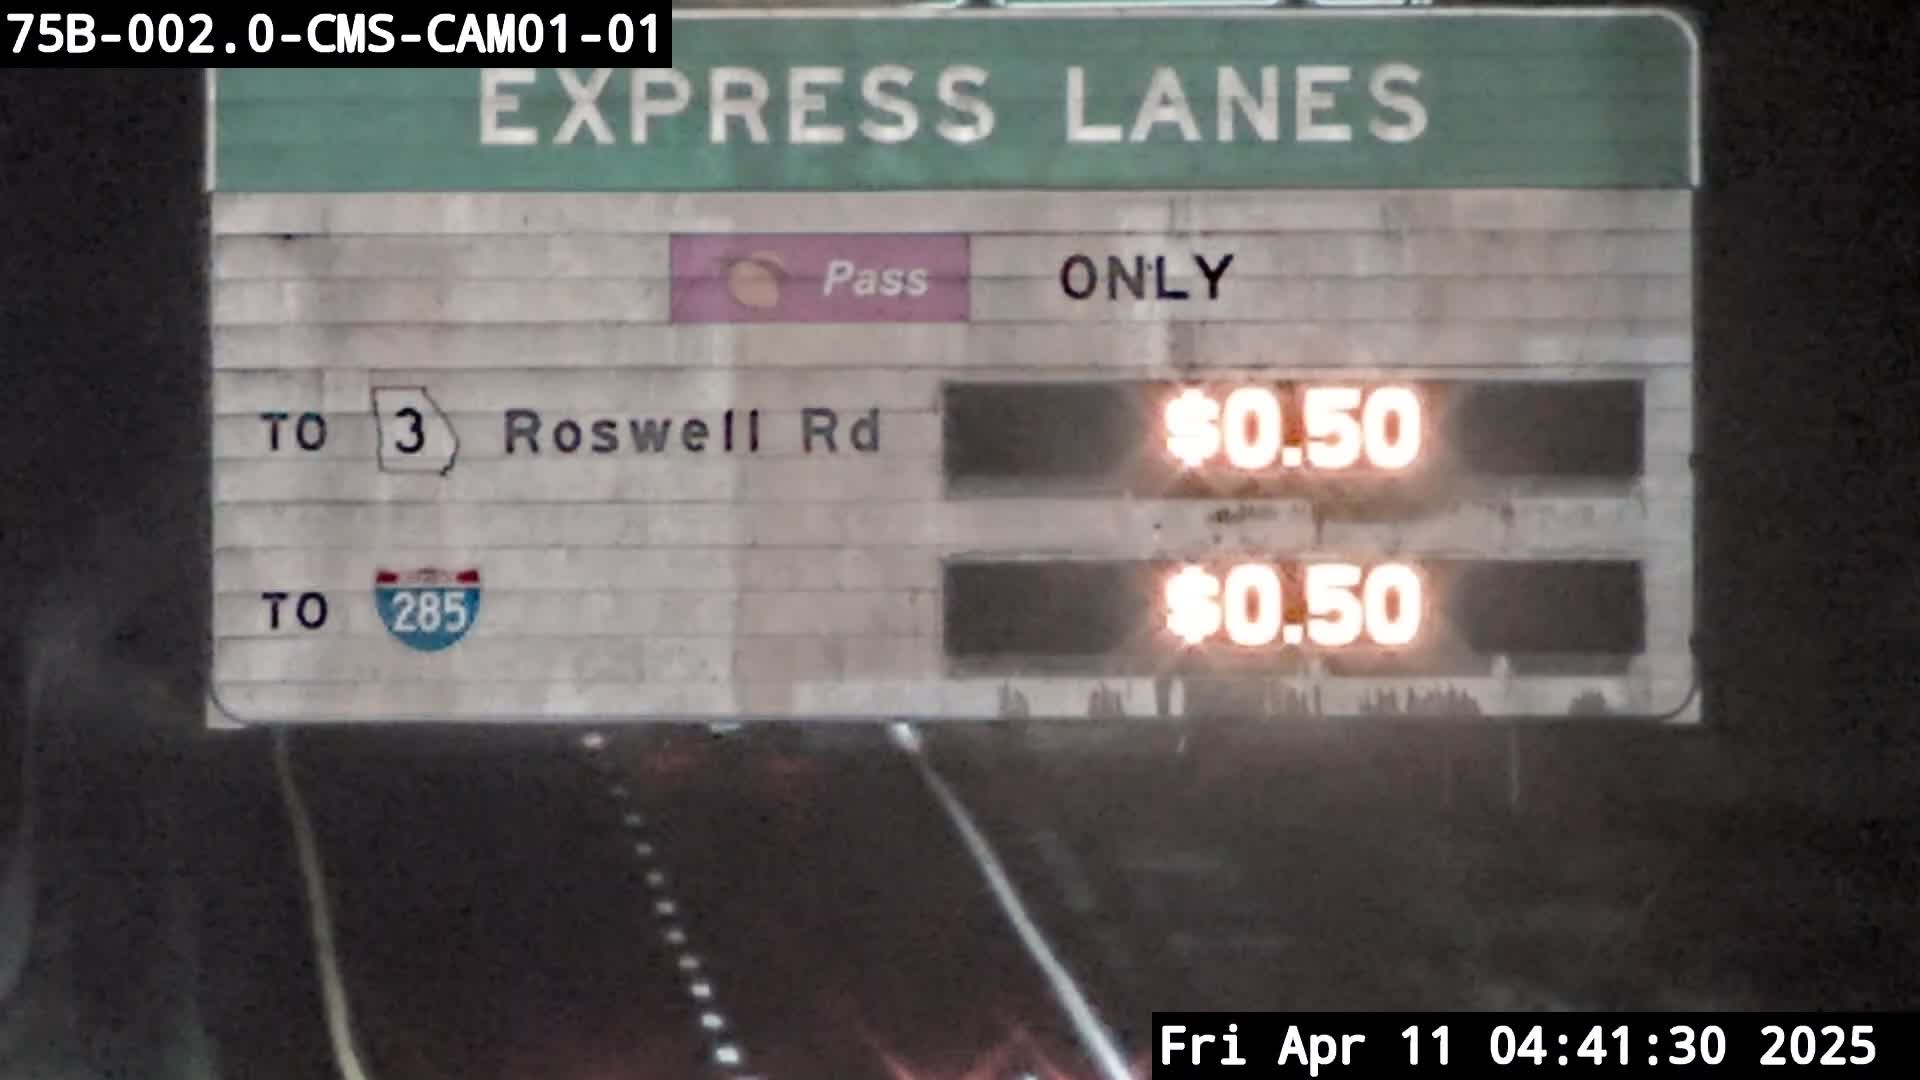 75B-002.0-CMS-CAM01-01
EXPRESS LANES
Pass ONLY
TO 3 Roswell Rd $0.50
TO 285 $0.50
Fri Apr 11 04:41:30 2025